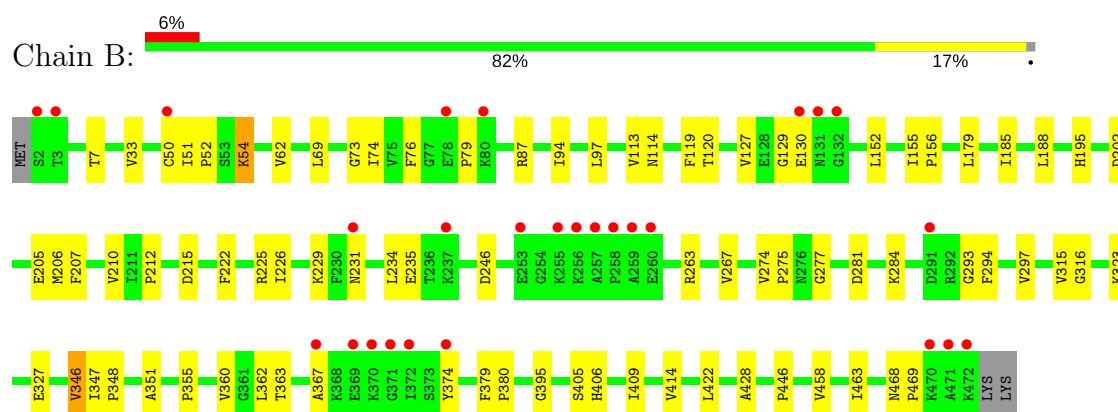 6%
Chain B:
82% 17%
MET S2 T3 T7 V33 C50 I51 P52 S53 K54 V62 L69 G73 I74 V75 F76 G77 E78 P79 K80 R87 I94 L97 V113 N114 F119 T120 V127 E128 G129 E130 N131 G132 L152 I155 P156 L179 I185 L188 H195
E205 M206 F207 V210 I211 P212 D215 F222 R225 I226 K229 F230 N231 L234 E235 T236 K237 D246 E253 G254 K255 K256 A257 P258 A259 E260 R263 V267 V274 P275 N276 G277 D281 K284 D291 R292 G293 F294 V297 V315 G316
E327 V346 I347 P348 A351 P355 V360 G361 L362 T363 A367 K368 E369 K370 G371 I372 S373 Y374 F379 P380 G395 S405 H406 I409 V414 L422 A428 P446 V458 I463 N468 P469 K470 A471 K472 LYS LYS